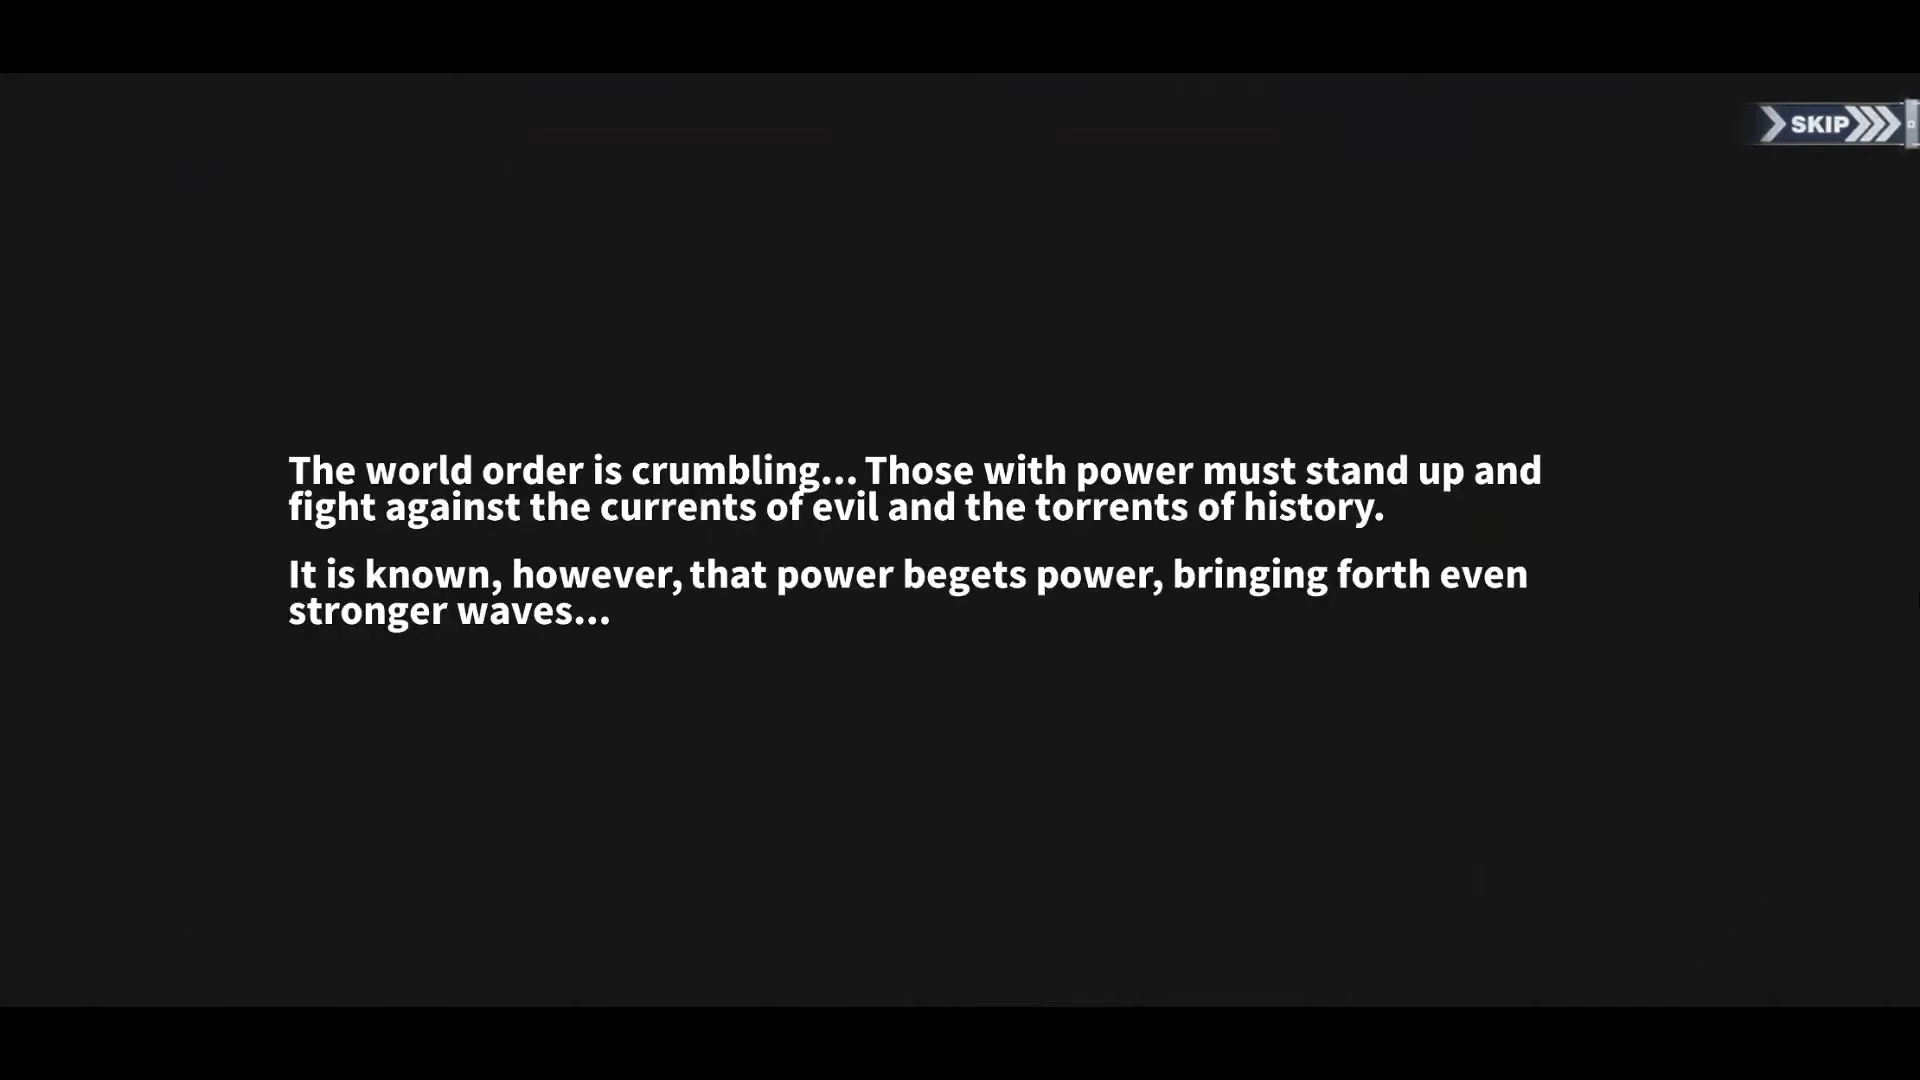 SKIP
The world order is crumbling... Those with power must stand up and
fight against the currents of evil and the torrents of history.
It is known, however, that power begets power, bringing forth even
stronger waves...